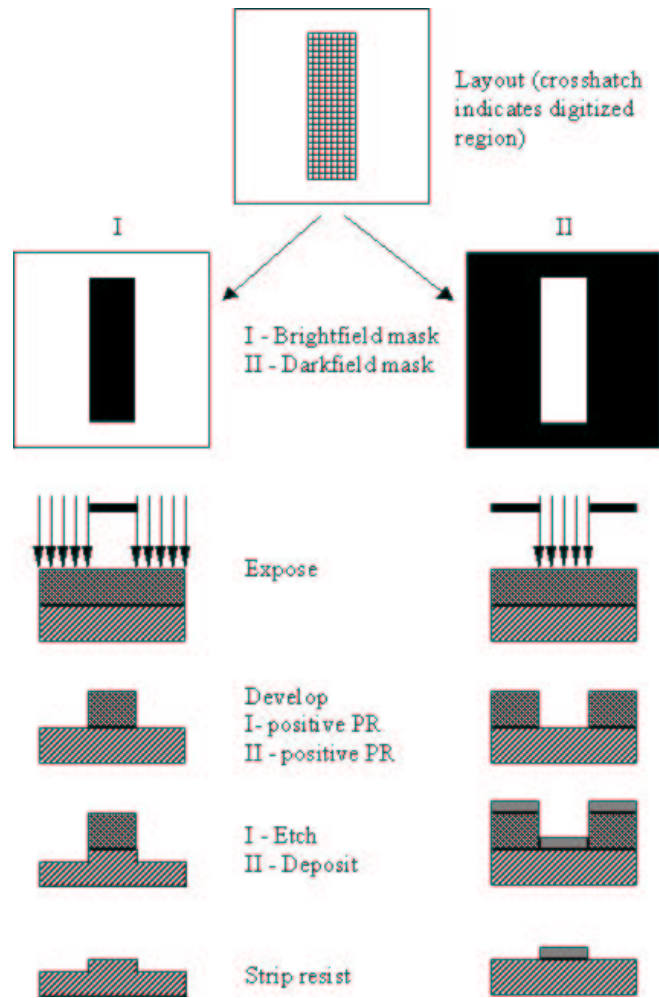 Layout (crosshatch
indicates digitized
region)
I
II
I - Brightfield mask
II - Darkfield mask
Expose
Develop
I- positive PR
II - positive PR
I - Etch
II - Deposit
Strip resist